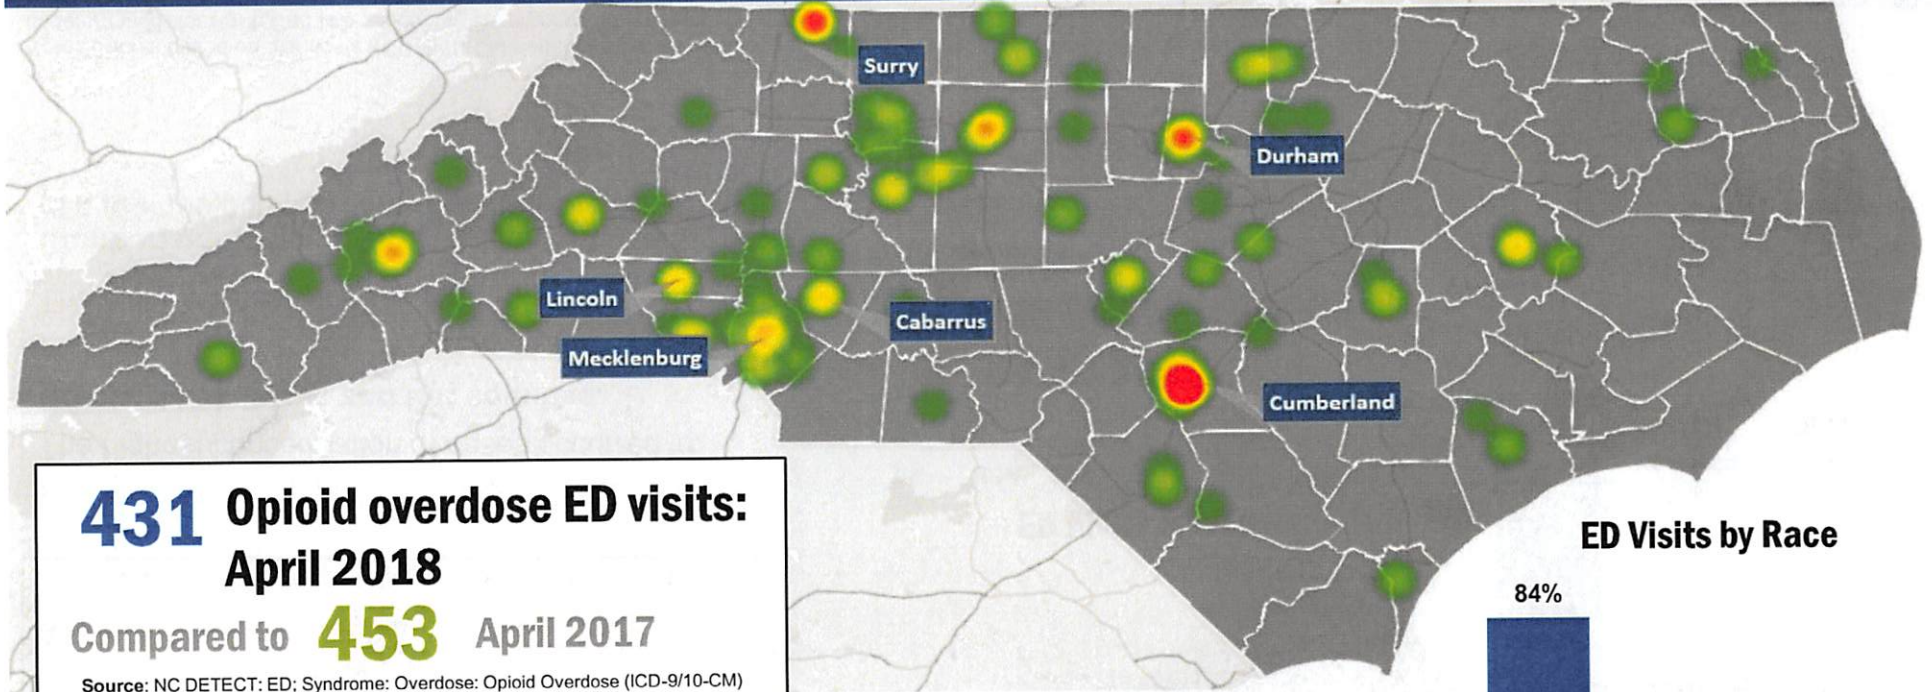 Surry
Durham
Lincoln
Cabarrus
Mecklenburg
Cumberland
431 Opioid overdose ED visits:
April 2018
Compared to 453 April 2017
Source: NC DETECT: ED; Syndrome: Overdose: Opioid Overdose (ICD-9/10-CM)
ED Visits by Race
84%